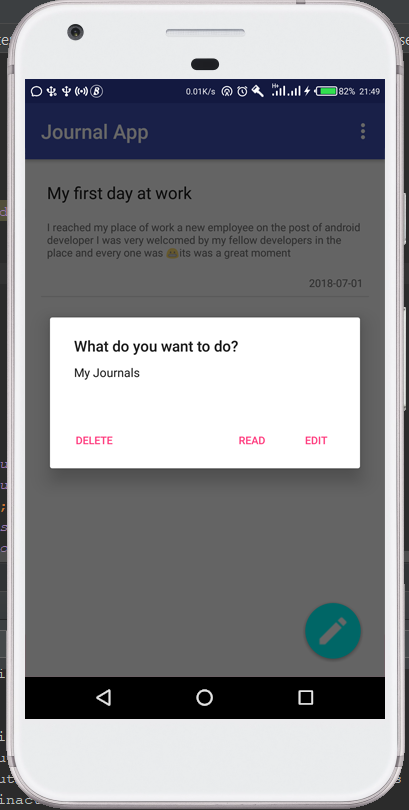 0.01K/s H+ 82% 21:49
Journal App
My first day at work
I reached my place of work a new employee on the post of android
developer I was very welcomed by my fellow developers in the
place and every one was 😂its was a great moment
2018-07-01
What do you want to do?
My Journals
DELETE READ EDIT